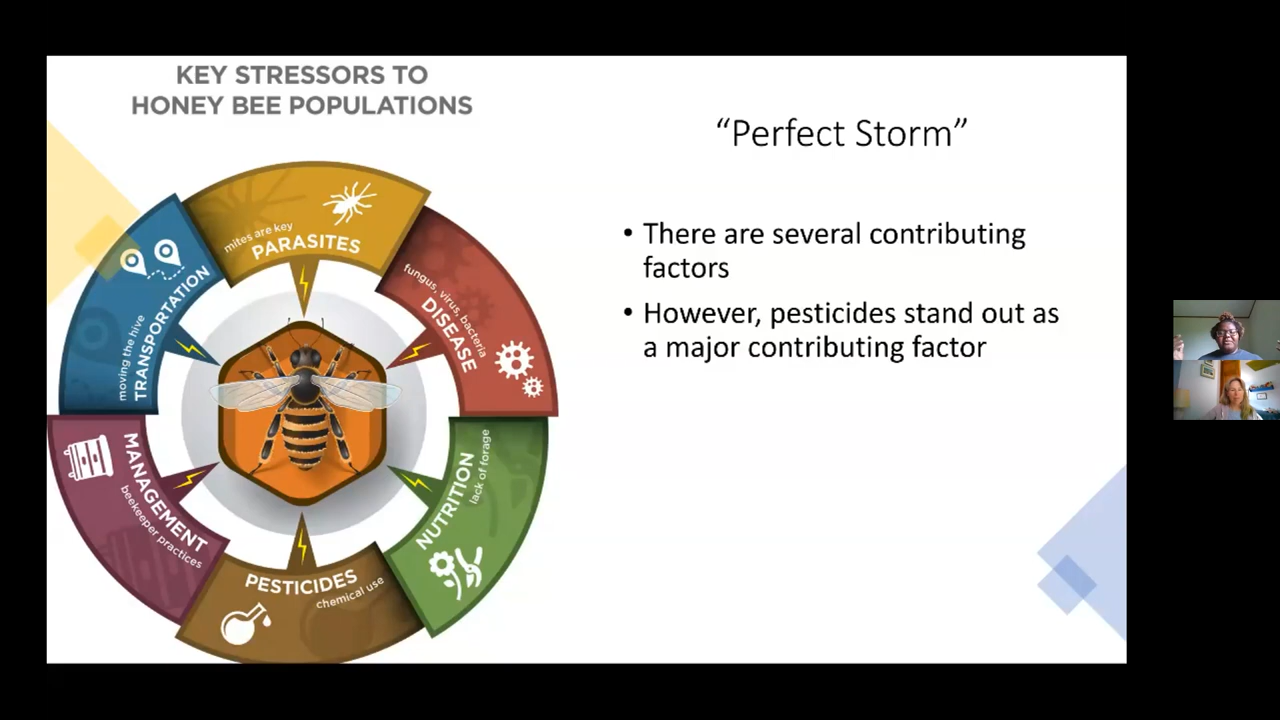 KEY STRESSORS TO
HONEY BEE POPULATIONS
mites are key
PARASITES
fungus, virus, bacteria
DISEASE
lack of forage
NUTRITION
PESTICIDES
chemical use
MANAGEMENT
beekeeper practices
moving the hive
TRANSPORTATION
“Perfect Storm”
• There are several contributing
factors
• However, pesticides stand out as
a major contributing factor